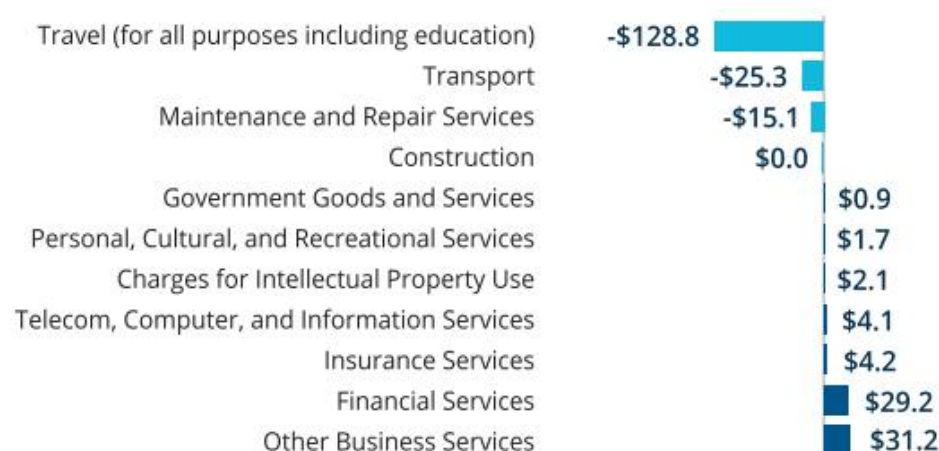 Travel (for all purposes including education) -$128.8
Transport -$25.3
Maintenance and Repair Services -$15.1
Construction $0.0
Government Goods and Services $0.9
Personal, Cultural, and Recreational Services $1.7
Charges for Intellectual Property Use $2.1
Telecom, Computer, and Information Services $4.1
Insurance Services $4.2
Financial Services $29.2
Other Business Services $31.2